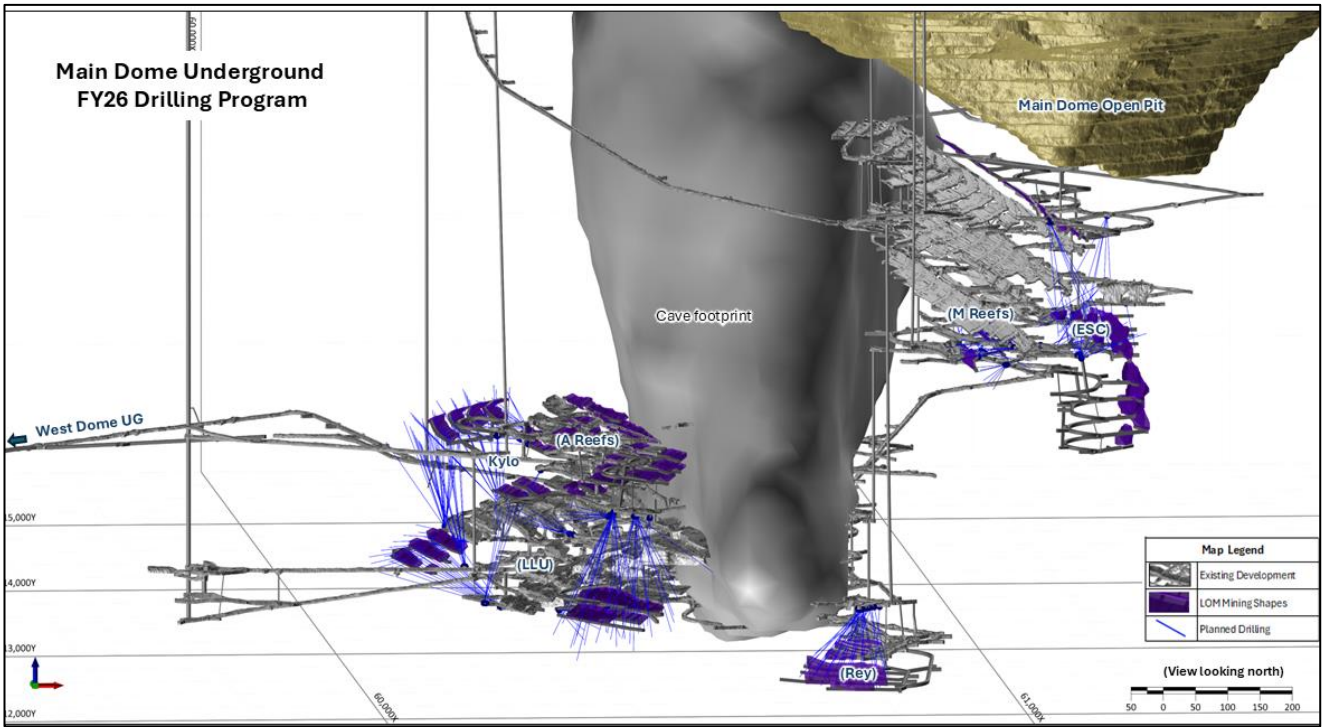 Main Dome Underground
FY26 Drilling Program
60,000X
Main Dome Open Pit
Cave footprint
(M Reefs)
(ESC)
West Dome UG
(A Reefs)
Kylo
(LLU)
(Rey)
15,000Y
14,000Y
13,000Y
12,000Y
60,000X
61,000X
Map Legend
Existing Development
LOM Mining Shapes
Planned Drilling
(View looking north)
50 0 50 100 150 200